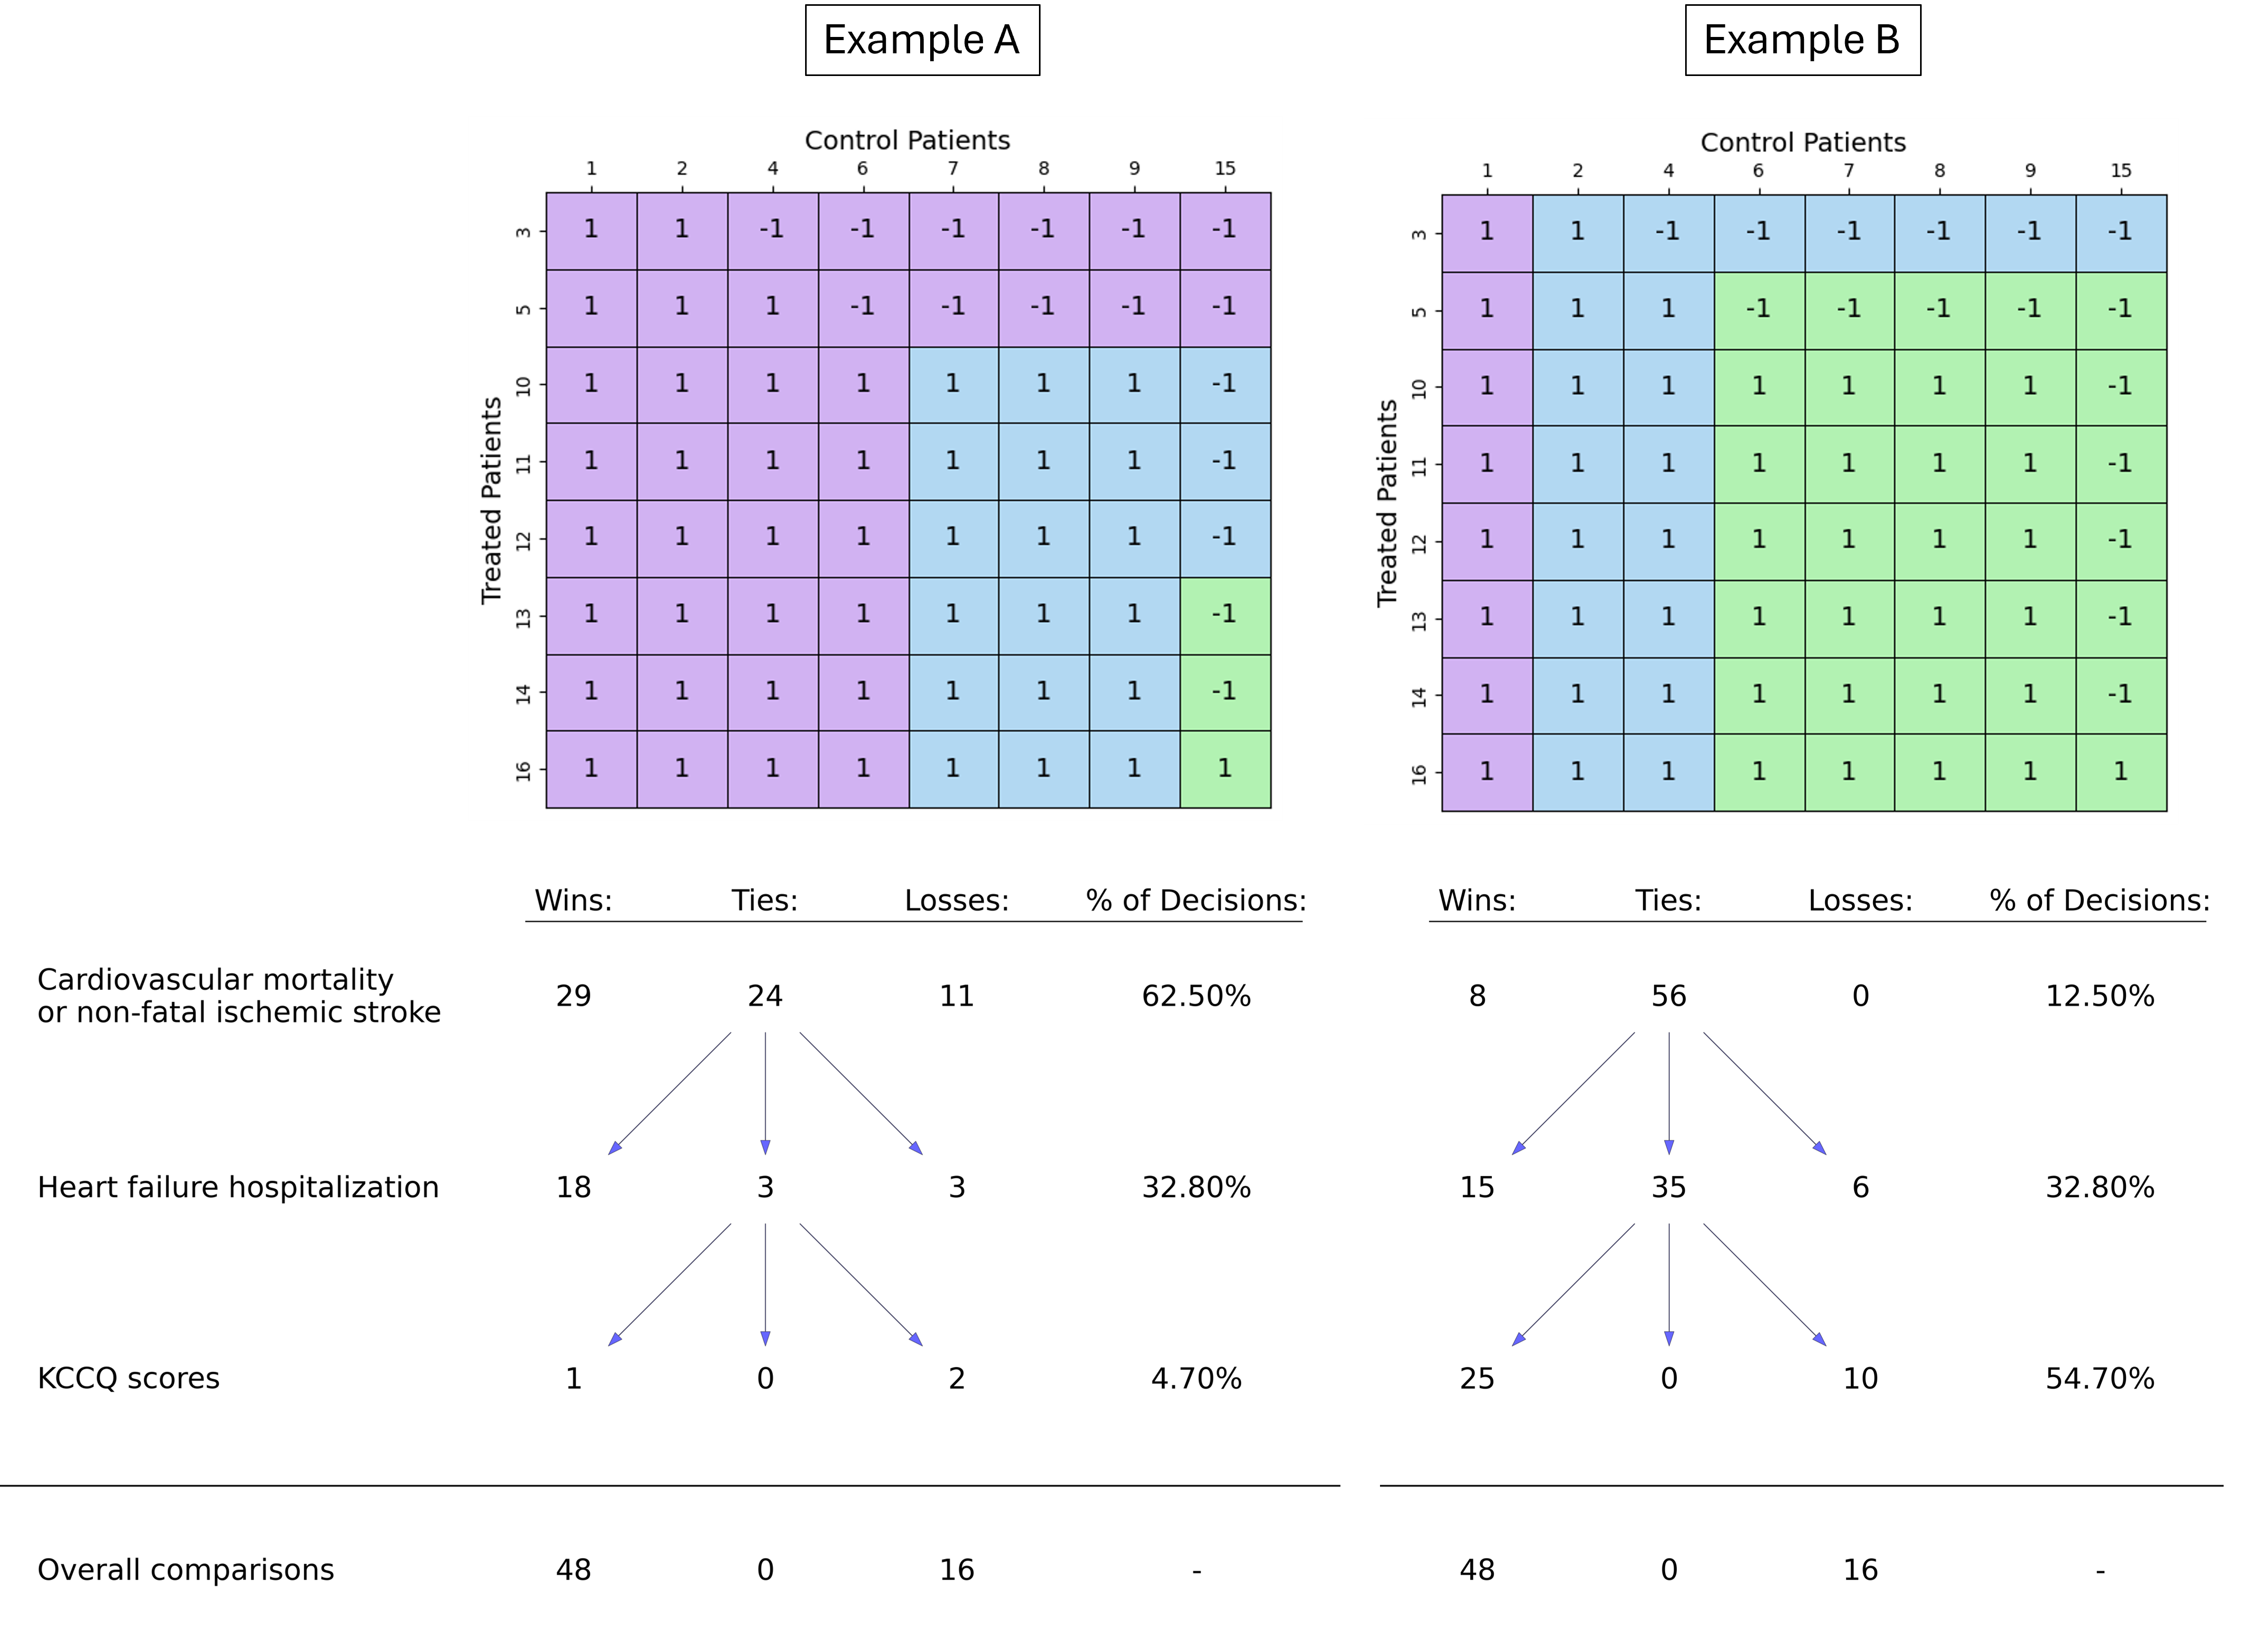 Example A
Example B
Control Patients
1 2 4 6 7 8 9 15
Treated Patients
3 1 1 -1 -1 -1 -1 -1 -1
5 1 1 1 -1 -1 -1 -1 -1
10 1 1 1 1 1 1 1 -1
11 1 1 1 1 1 1 1 -1
12 1 1 1 1 1 1 1 -1
13 1 1 1 1 1 1 1 -1
14 1 1 1 1 1 1 1 -1
16 1 1 1 1 1 1 1 1
Control Patients
1 2 4 6 7 8 9 15
Treated Patients
3 1 1 -1 -1 -1 -1 -1 -1
5 1 1 1 -1 -1 -1 -1 -1
10 1 1 1 1 1 1 1 -1
11 1 1 1 1 1 1 1 -1
12 1 1 1 1 1 1 1 -1
13 1 1 1 1 1 1 1 -1
14 1 1 1 1 1 1 1 -1
16 1 1 1 1 1 1 1 1
Wins: Ties: Losses: % of Decisions: Wins: Ties: Losses: % of Decisions:
Cardiovascular mortality
or non-fatal ischemic stroke
29 24 11 62.50% 8 56 0 12.50%
Heart failure hospitalization 18 3 3 32.80% 15 35 6 32.80%
KCCQ scores 1 0 2 4.70% 25 0 10 54.70%
Overall comparisons 48 0 16 - 48 0 16 -